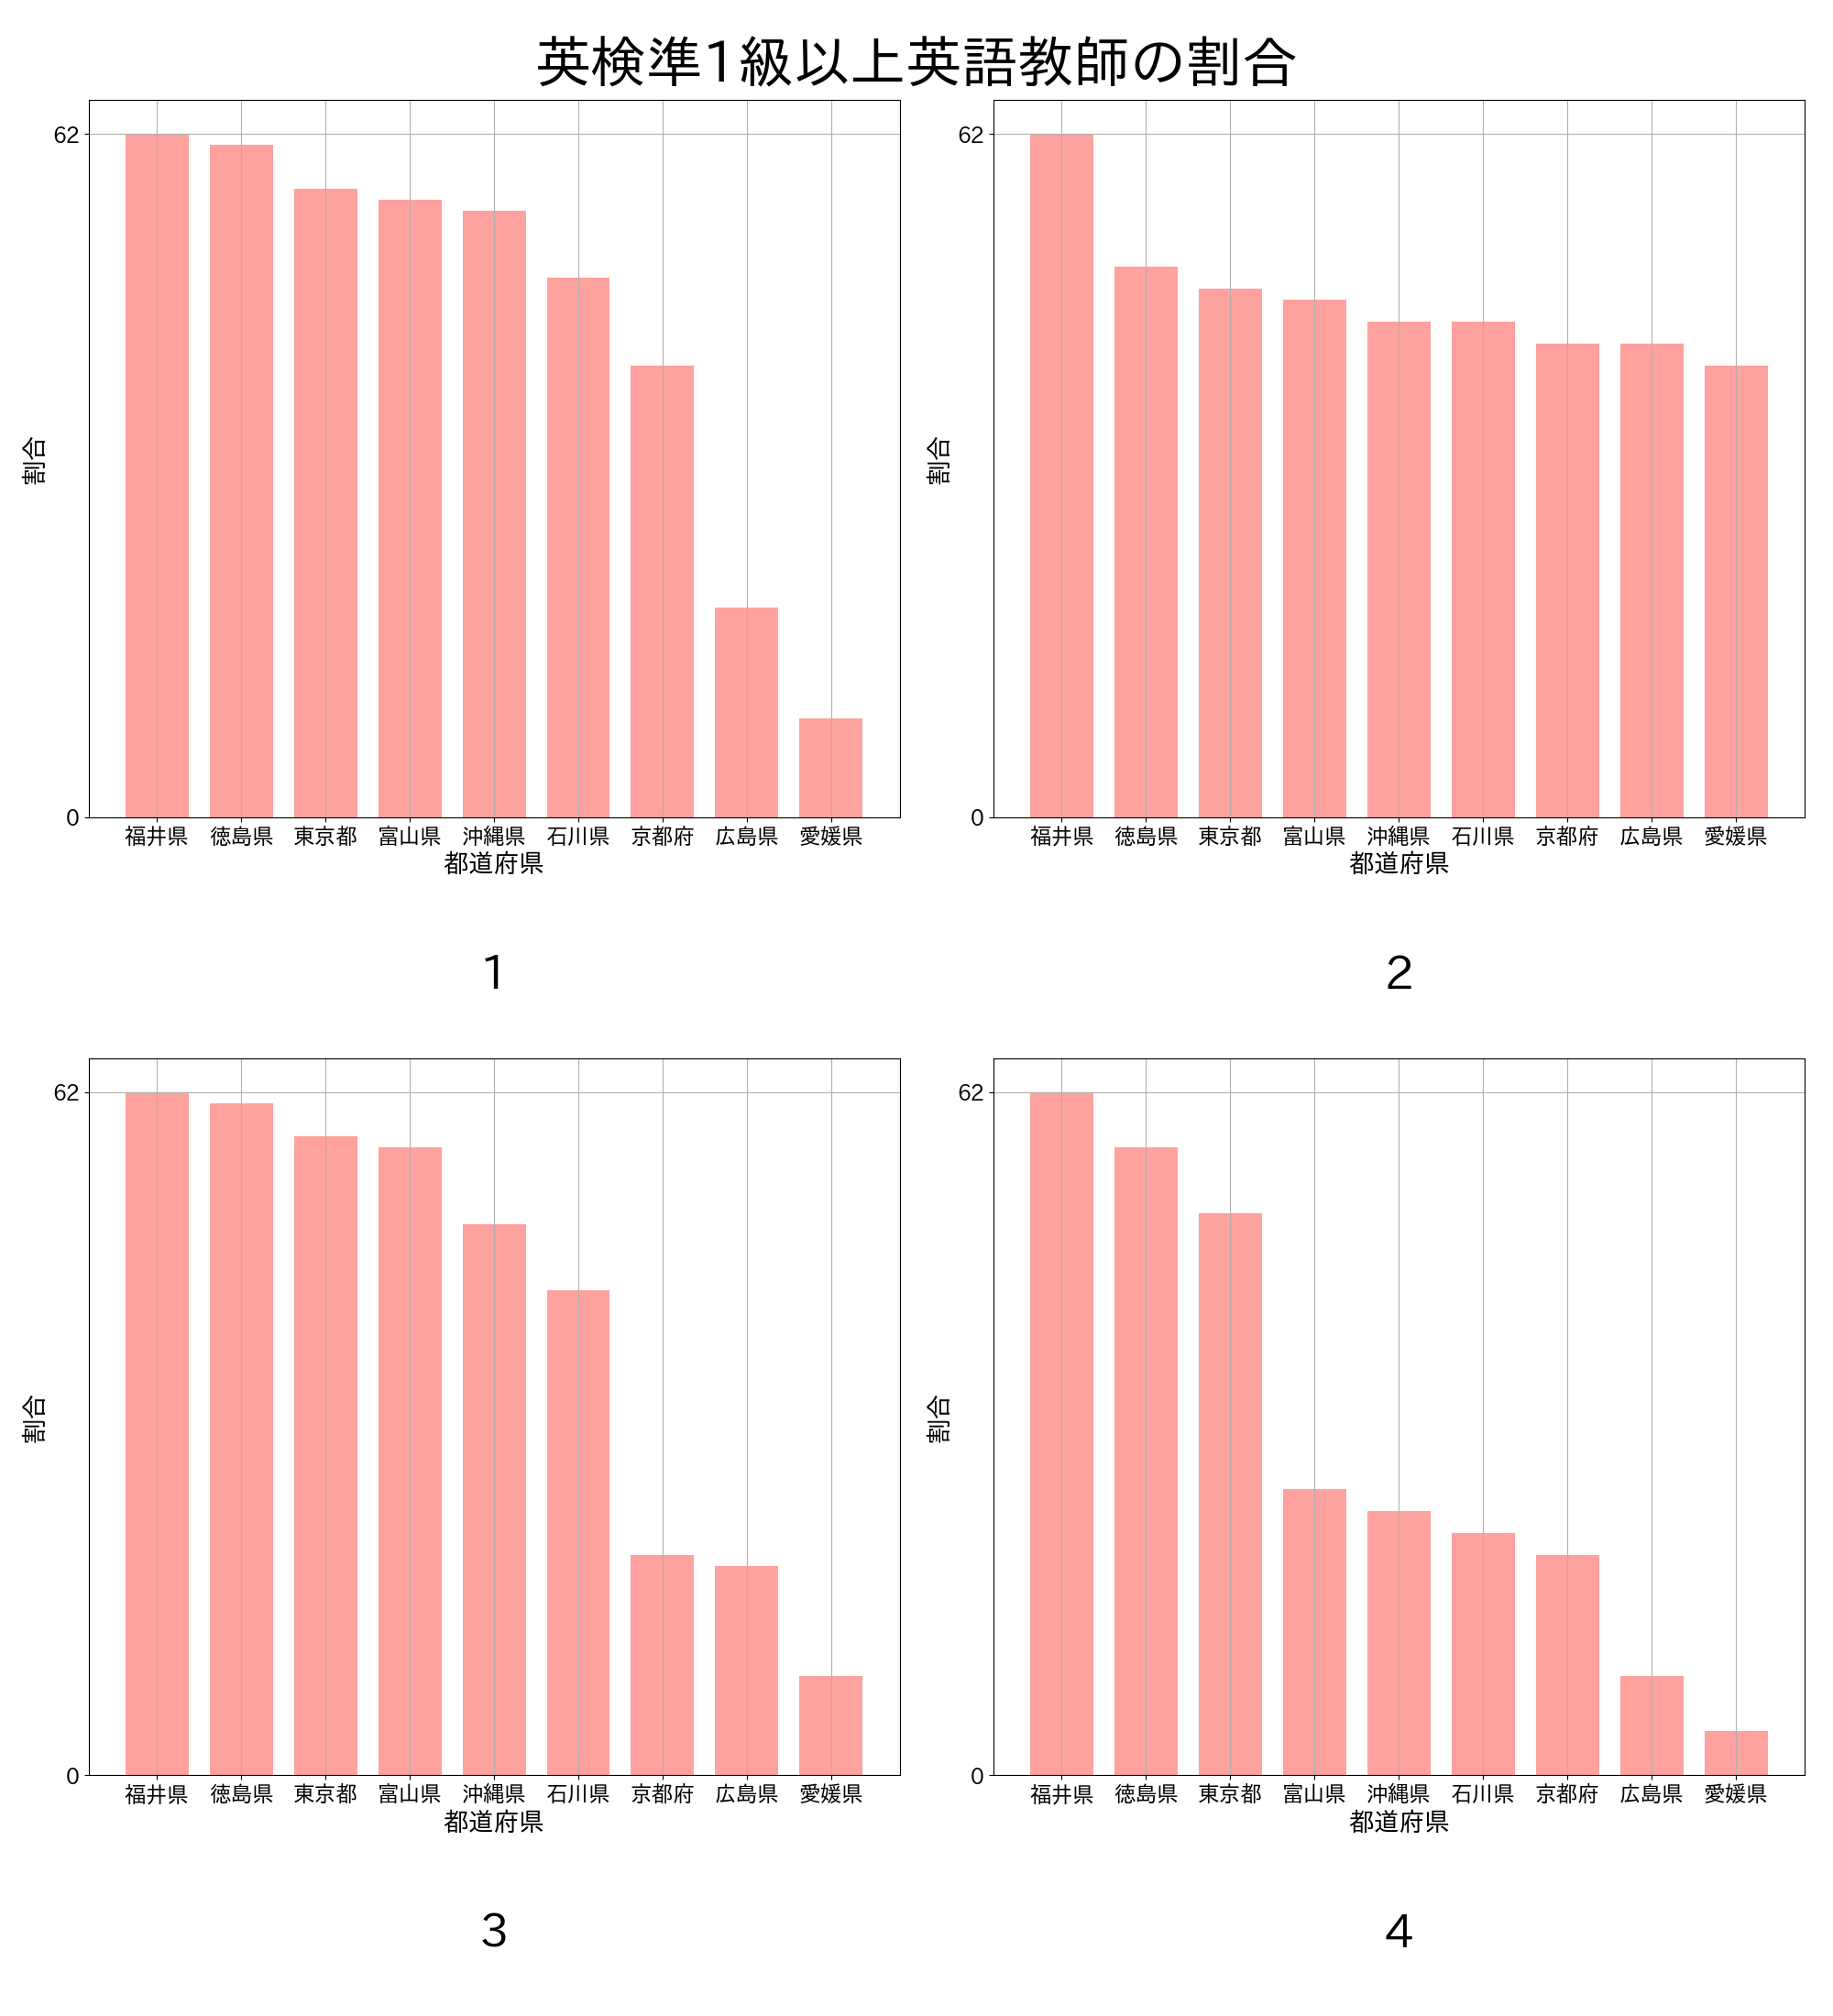 英検準1級以上英語教師の割合
62
0
割合
福井県 徳島県 東京都 富山県 沖縄県 石川県 京都府 広島県 愛媛県
都道府県
1
62
0
割合
福井県 徳島県 東京都 富山県 沖縄県 石川県 京都府 広島県 愛媛県
都道府県
2
62
0
割合
福井県 徳島県 東京都 富山県 沖縄県 石川県 京都府 広島県 愛媛県
都道府県
3
62
0
割合
福井県 徳島県 東京都 富山県 沖縄県 石川県 京都府 広島県 愛媛県
都道府県
4